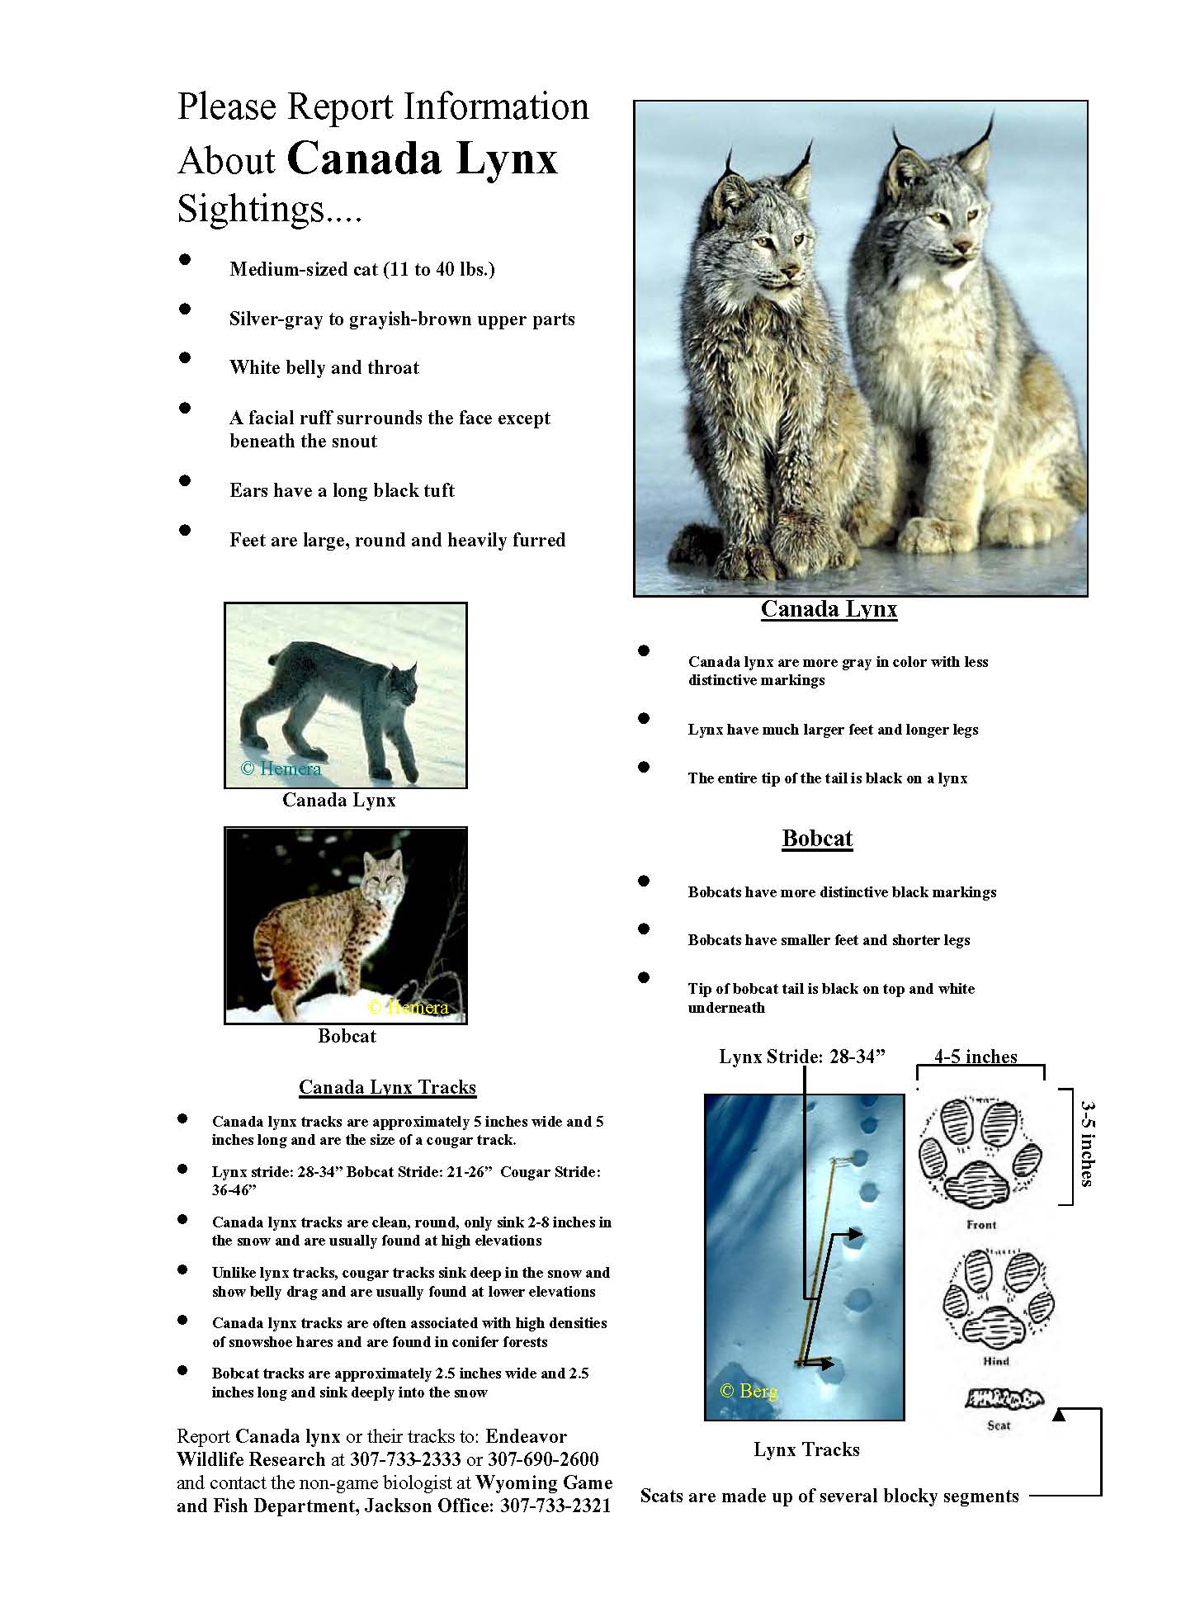 Please Report Information
About Canada Lynx
Sightings....
• Medium-sized cat (11 to 40 lbs.)
• Silver-gray to grayish-brown upper parts
• White belly and throat
• A facial ruff surrounds the face except
beneath the snout
• Ears have a long black tuft
• Feet are large, round and heavily furred
© Hemera
Canada Lynx
© Hemera
Bobcat
Canada Lynx Tracks
• Canada lynx tracks are approximately 5 inches wide and 5
inches long and are the size of a cougar track.
• Lynx stride: 28-34” Bobcat Stride: 21-26” Cougar Stride:
36-46”
• Canada lynx tracks are clean, round, only sink 2-8 inches in
the snow and are usually found at high elevations
• Unlike lynx tracks, cougar tracks sink deep in the snow and
show belly drag and are usually found at lower elevations
• Canada lynx tracks are often associated with high densities
of snowshoe hares and are found in conifer forests
• Bobcat tracks are approximately 2.5 inches wide and 2.5
inches long and sink deeply into the snow
Report Canada lynx or their tracks to: Endeavor
Wildlife Research at 307-733-2333 or 307-690-2600
and contact the non-game biologist at Wyoming Game
and Fish Department, Jackson Office: 307-733-2321
Canada Lynx
• Canada lynx are more gray in color with less
distinctive markings
• Lynx have much larger feet and longer legs
• The entire tip of the tail is black on a lynx
Bobcat
• Bobcats have more distinctive black markings
• Bobcats have smaller feet and shorter legs
• Tip of bobcat tail is black on top and white
underneath
Lynx Stride: 28-34”
4-5 inches
3-5 inches
Front
Hind
Scat
© Berg
Lynx Tracks
Scats are made up of several blocky segments